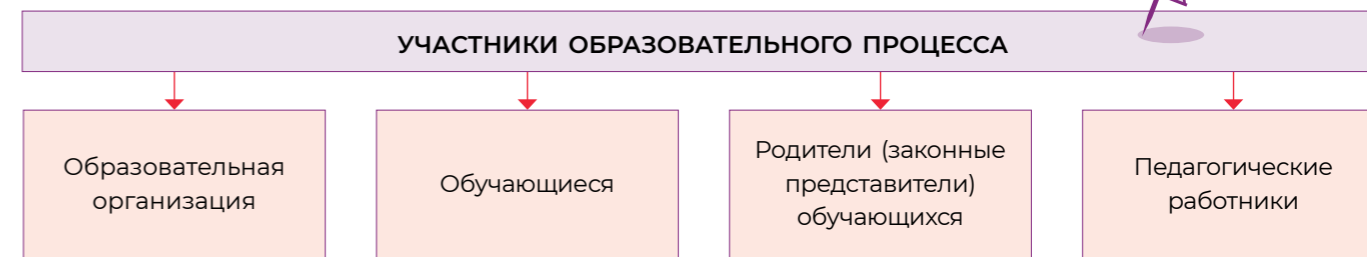 УЧАСТНИКИ ОБРАЗОВАТЕЛЬНОГО ПРОЦЕССА
Образовательная
организация
Обучающиеся
Родители (законные
представители)
обучающихся
Педагогические
работники